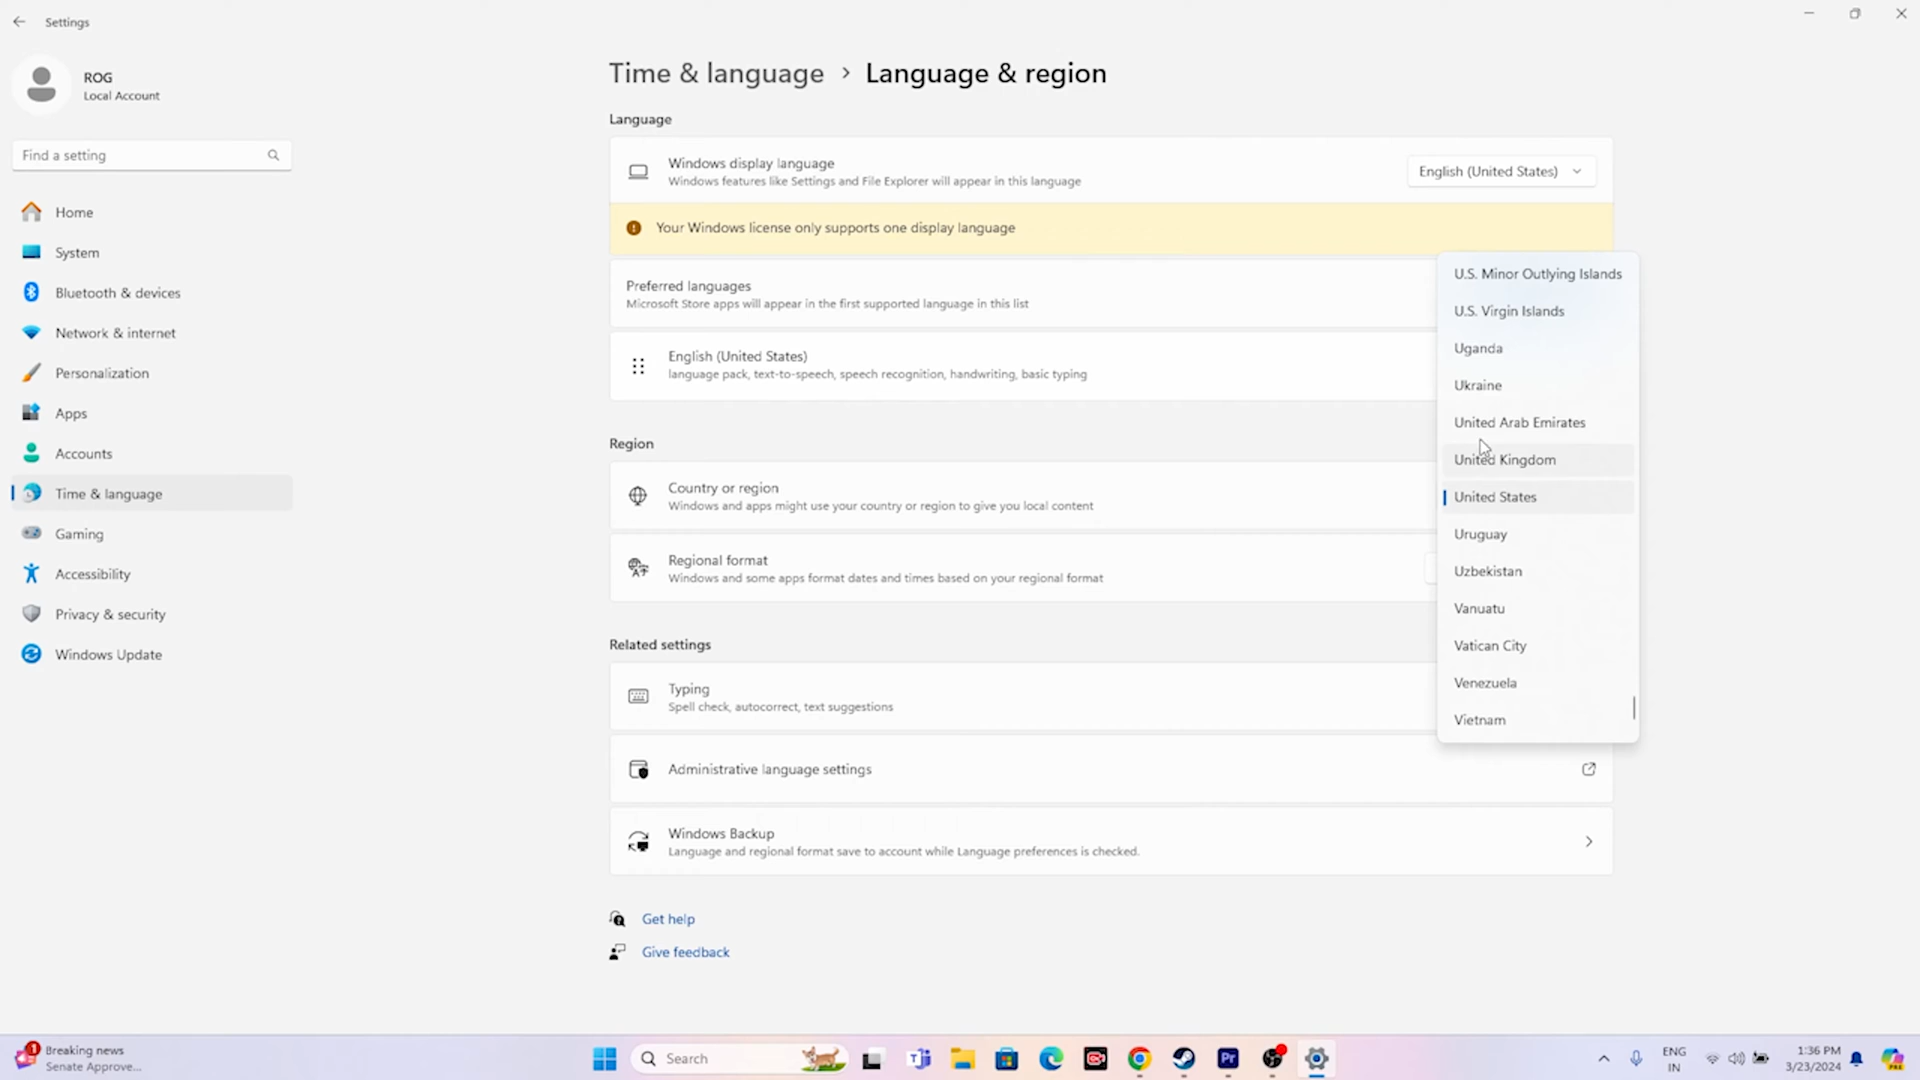 Settings
ROG
Local Account
Find a setting
Home
System
Bluetooth & devices
Network & internet
Personalization
Apps
Accounts
Time & language
Gaming
Accessibility
Privacy & security
Windows Update
Time & language › Language & region
Language
Windows display language
Windows features like Settings and File Explorer will appear in this language
English (United States)
Your Windows license only supports one display language
Preferred languages
Microsoft Store apps will appear in the first supported language in this list
English (United States)
language pack, text-to-speech, speech recognition, handwriting, basic typing
Region
Country or region
Windows and apps might use your country or region to give you local content
Regional format
Windows and some apps format dates and times based on your regional format
U.S. Minor Outlying Islands
U.S. Virgin Islands
Uganda
Ukraine
United Arab Emirates
United Kingdom
United States
Uruguay
Uzbekistan
Vanuatu
Vatican City
Venezuela
Vietnam
Related settings
Typing
Spell check, autocorrect, text suggestions
Administrative language settings
Windows Backup
Language and regional format save to account while Language preferences is checked.
Get help
Give feedback
1
Breaking news
Senate Approve...
Search
Pr
ENG
IN
1:36 PM
3/23/2024
PRE